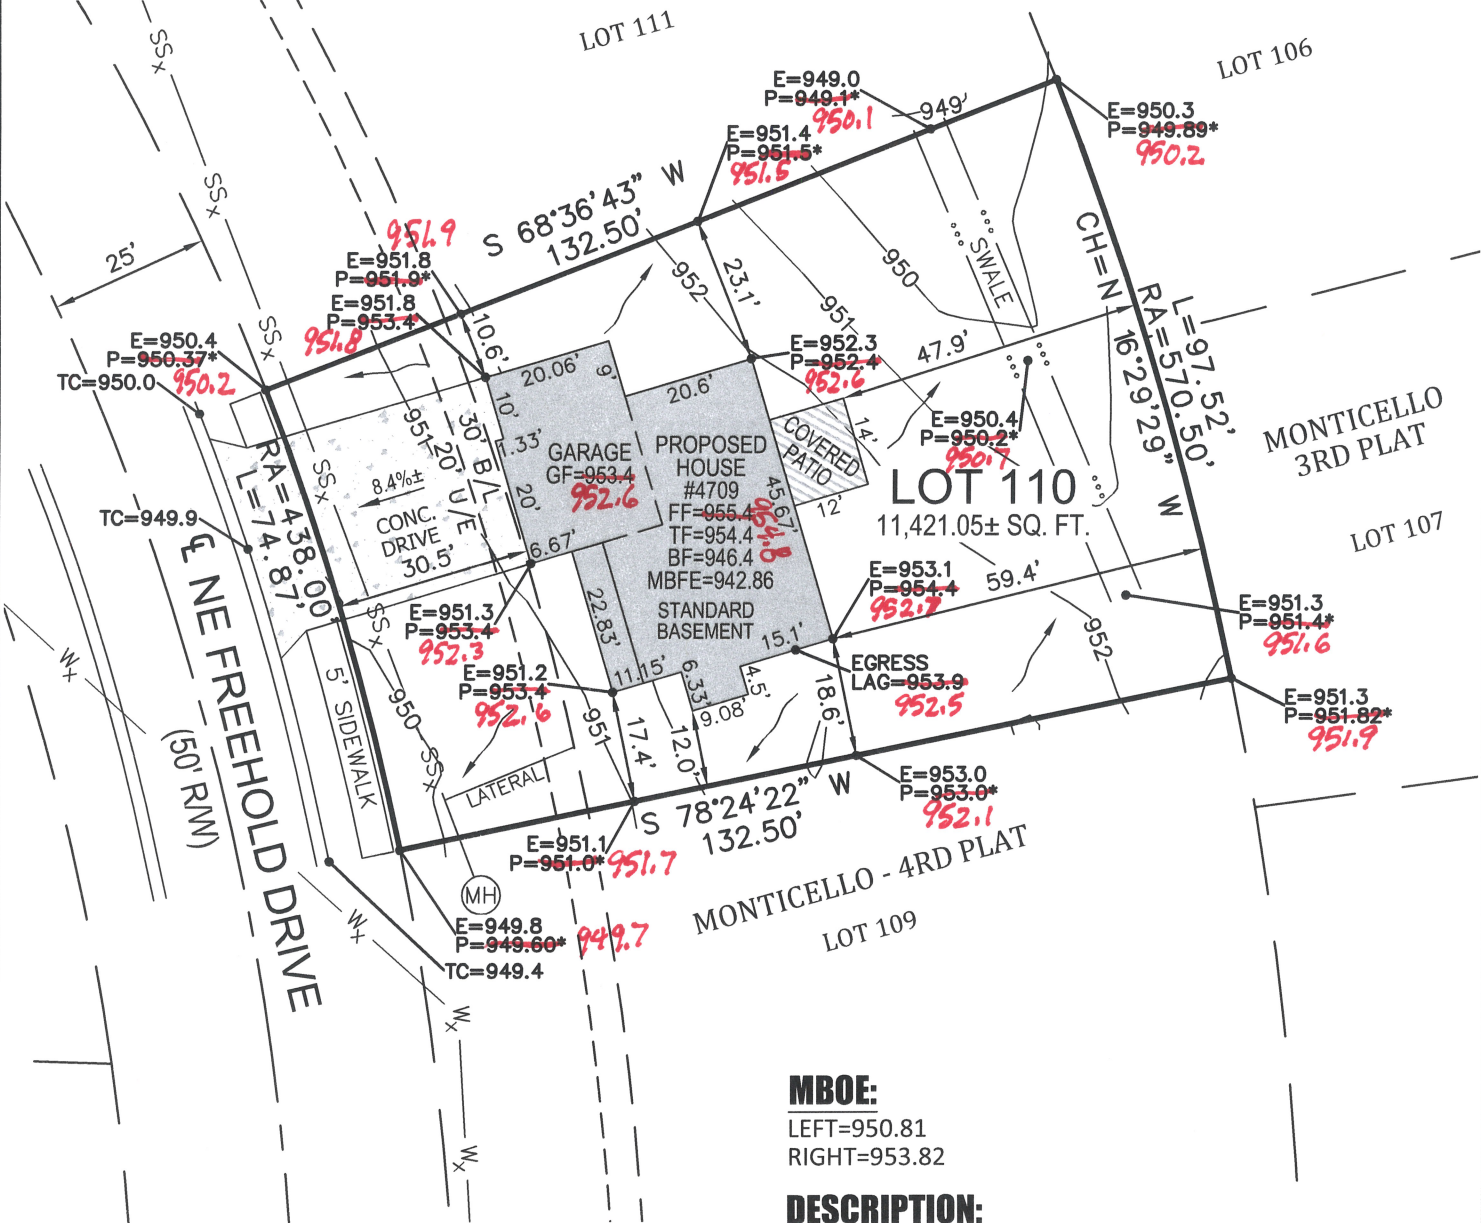 LOT 111
LOT 106
E=949.0
P=949.1*
950.1
949'
E=950.3
P=949.89*
950.2
E=951.4
P=951.5*
951.5
S 68°36'43" W
132.50'
951.9
E=951.8
P=951.9*
E=951.8
P=953.4
951.8
E=950.4
P=950.37*
950.2
TC=950.0
25'
SSx
SSx
SSx
SSx
SSx
SSx
10.6'
23.1'
952
951
950
SWALE
CH=N 16°29'29" W
RA=570.50'
L=97.52'
E=952.3
P=952.4
952.6
47.9'
20.06'
9'
20.6'
10'
1.33'
20'
GARAGE
GF=953.4
952.6
PROPOSED
HOUSE
#4709
FF=955.4
954.8
TF=954.4
BF=946.4
MBFE=942.86
STANDARD
BASEMENT
45.67'
COVERED
PATIO
14'
12'
E=950.4
P=950.2*
950.7
LOT 110
11,421.05± SQ. FT.
MONTICELLO
3RD PLAT
LOT 107
951
20' U/E
30' B/L
8.4%±
CONC.
DRIVE
30.5'
6.67'
RA=438.00'
L=74.87'
TC=949.9
℄ NE FREEHOLD DRIVE
(50' R/W)
5' SIDEWALK
950
E=951.3
P=953.4
952.3
E=951.2
P=953.4
952.6
22.83'
11.15'
6.33'
9.08'
4.5'
15.1'
E=953.1
P=954.4
952.7
59.4'
952
EGRESS
LAG=953.9
952.5
E=951.3
P=951.4*
951.6
E=951.3
P=951.82*
951.9
18.6'
951
17.4'
12.0'
LATERAL
S 78°24'22" W
132.50'
E=953.0
P=953.0*
952.1
E=951.1
P=951.0*
951.7
MONTICELLO - 4RD PLAT
LOT 109
MH
E=949.8
P=949.60*
949.7
TC=949.4
Wx
Wx
Wx
Wx
MBOE:
LEFT=950.81
RIGHT=953.82
DESCRIPTION: